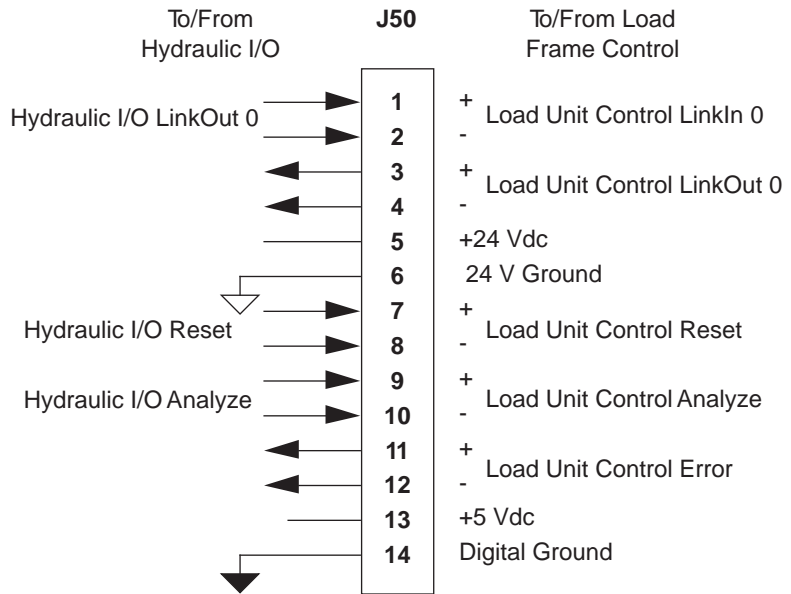 To/From
Hydraulic I/O
J50
To/From Load
Frame Control
Hydraulic I/O LinkOut 0
1
+
Load Unit Control LinkIn 0
2
-
3
+
Load Unit Control LinkOut 0
4
-
5
+24 Vdc
6
24 V Ground
Hydraulic I/O Reset
7
+
Load Unit Control Reset
8
-
Hydraulic I/O Analyze
9
+
Load Unit Control Analyze
10
-
11
+
Load Unit Control Error
12
-
13
+5 Vdc
14
Digital Ground